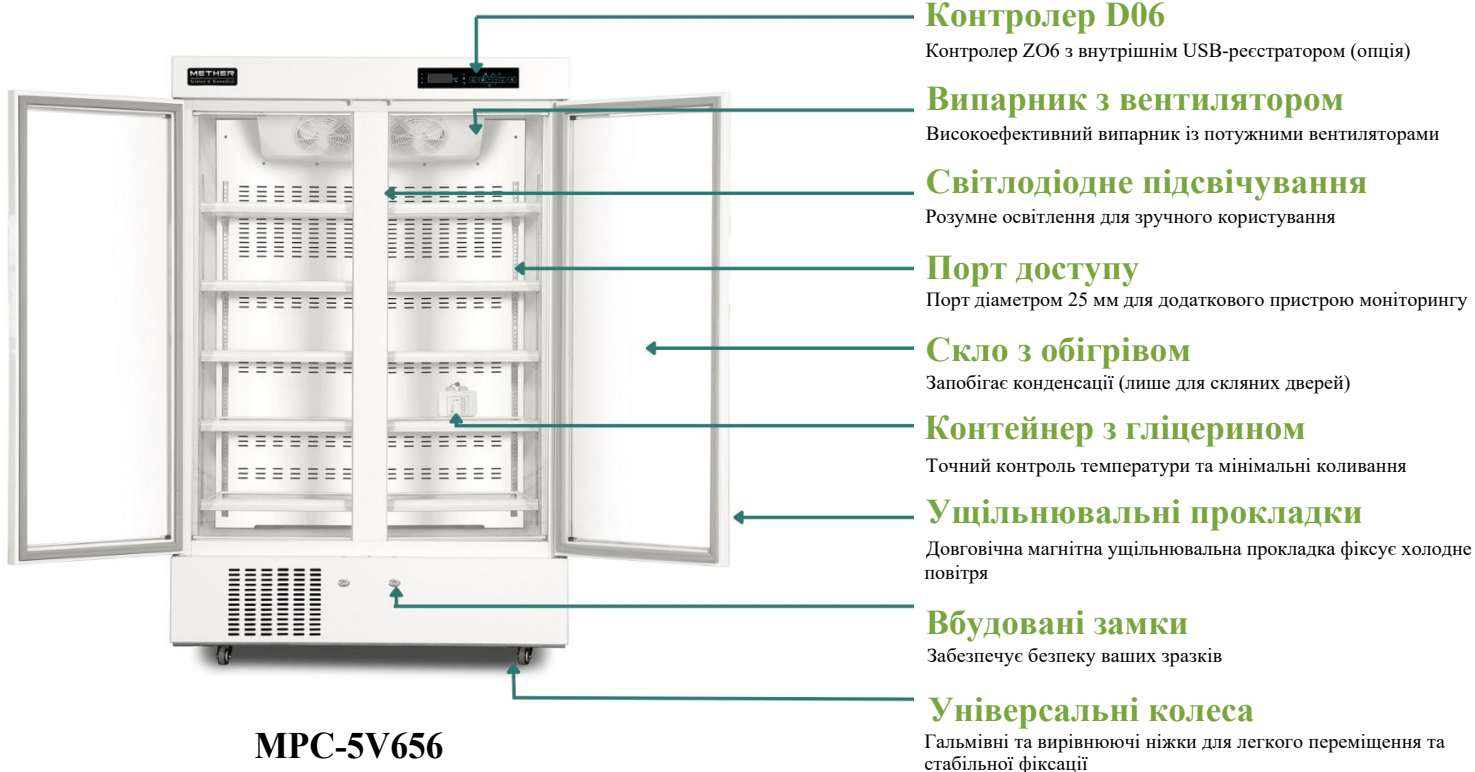 Контролер D06
Контролер ZO6 з внутрішнім USB-реєстратором (опція)
METHER
Science & Biomedical
°C
Випарник з вентилятором
Високоефективний випарник із потужними вентиляторами
Світлодіодне підсвічування
Розумне освітлення для зручного користування
Порт доступу
Порт діаметром 25 мм для додаткового пристрою моніторингу
Скло з обігрівом
Запобігає конденсації (лише для скляних дверей)
Контейнер з гліцерином
Точний контроль температури та мінімальні коливання
Ущільнювальні прокладки
Довговічна магнітна ущільнювальна прокладка фіксує холодне
повітря
Вбудовані замки
Забезпечує безпеку ваших зразків
Універсальні колеса
Гальмівні та вирівнюючі ніжки для легкого переміщення та
стабільної фіксації
MPC-5V656